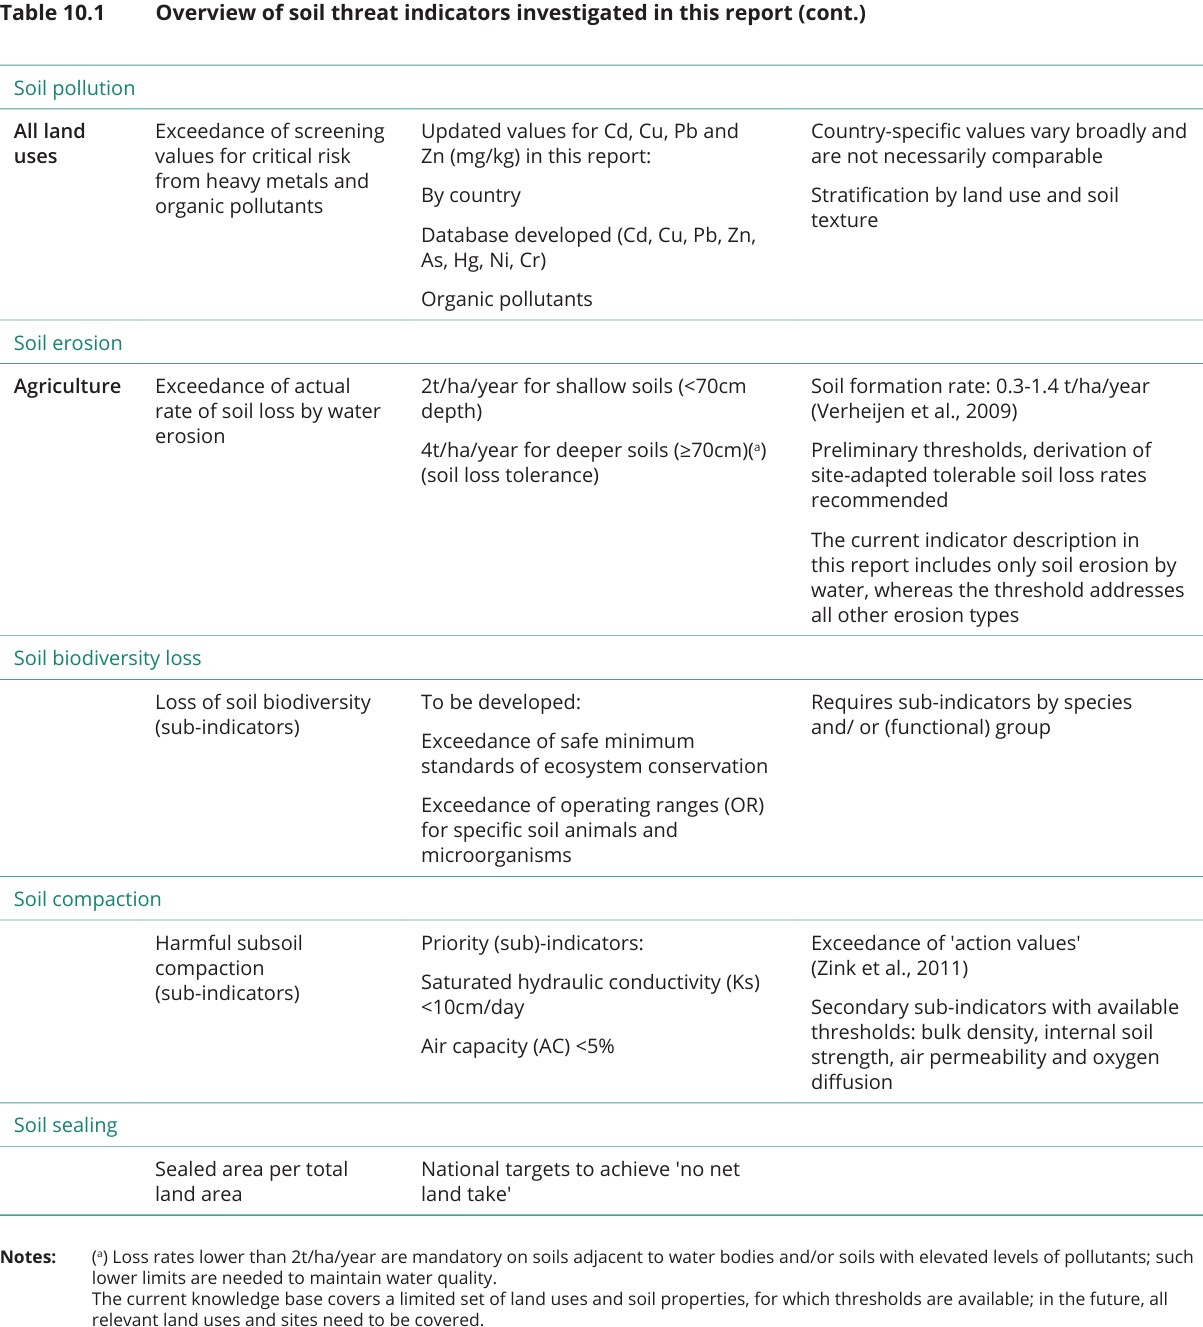 Table 10.1 Overview of soil threat indicators investigated in this report (cont.)
Soil pollution
All land
uses
Exceedance of screening
values for critical risk
from heavy metals and
organic pollutants
Updated values for Cd, Cu, Pb and
Zn (mg/kg) in this report:
By country
Database developed (Cd, Cu, Pb, Zn,
As, Hg, Ni, Cr)
Organic pollutants
Country-specific values vary broadly and
are not necessarily comparable
Stratification by land use and soil
texture
Soil erosion
Agriculture
Exceedance of actual
rate of soil loss by water
erosion
2t/ha/year for shallow soils (<70cm
depth)
4t/ha/year for deeper soils (≥70cm)(ᵃ)
(soil loss tolerance)
Soil formation rate: 0.3-1.4 t/ha/year
(Verheijen et al., 2009)
Preliminary thresholds, derivation of
site-adapted tolerable soil loss rates
recommended
The current indicator description in
this report includes only soil erosion by
water, whereas the threshold addresses
all other erosion types
Soil biodiversity loss
Loss of soil biodiversity
(sub-indicators)
To be developed:
Exceedance of safe minimum
standards of ecosystem conservation
Exceedance of operating ranges (OR)
for specific soil animals and
microorganisms
Requires sub-indicators by species
and/ or (functional) group
Soil compaction
Harmful subsoil
compaction
(sub-indicators)
Priority (sub)-indicators:
Saturated hydraulic conductivity (Ks)
<10cm/day
Air capacity (AC) <5%
Exceedance of 'action values'
(Zink et al., 2011)
Secondary sub-indicators with available
thresholds: bulk density, internal soil
strength, air permeability and oxygen
diffusion
Soil sealing
Sealed area per total
land area
National targets to achieve 'no net
land take'
Notes: (ᵃ) Loss rates lower than 2t/ha/year are mandatory on soils adjacent to water bodies and/or soils with elevated levels of pollutants; such
lower limits are needed to maintain water quality.
The current knowledge base covers a limited set of land uses and soil properties, for which thresholds are available; in the future, all
relevant land uses and sites need to be covered.